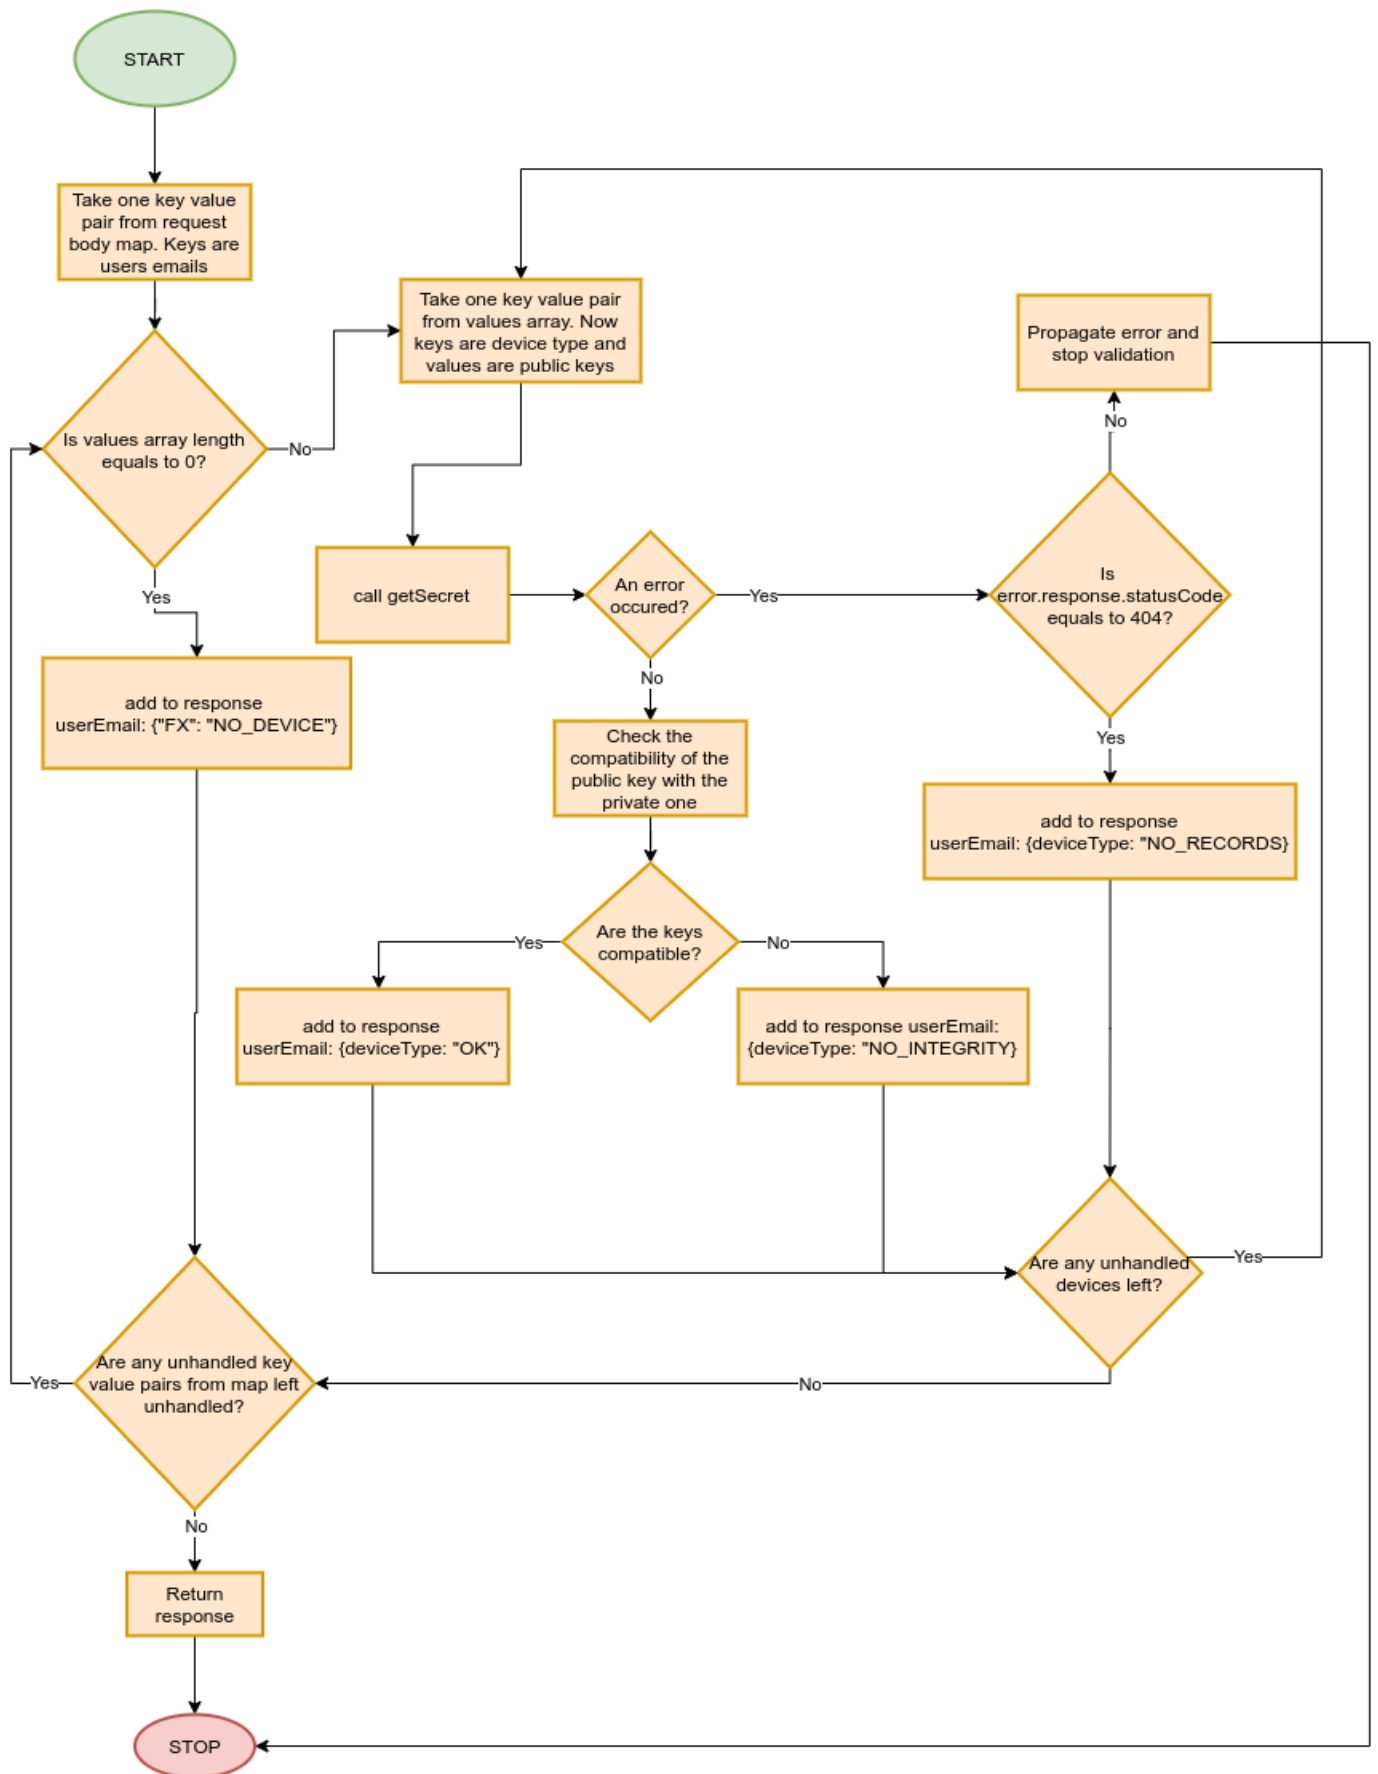 START
Take one key value
pair from request
body map. Keys are
users emails
Take one key value pair
from values array. Now
keys are device type and
values are public keys
Propagate error and
stop validation
No
Is values array length
equals to 0?
No
Yes
call getSecret
An error
occured?
Yes
Is
error.response.statusCode
equals to 404?
No
Yes
add to response
userEmail: {"FX": "NO_DEVICE"}
Check the
compatibility of the
public key with the
private one
add to response
userEmail: {deviceType: "NO_RECORDS}
Are the keys
compatible?
Yes
No
add to response
userEmail: {deviceType: "OK"}
add to response userEmail:
{deviceType: "NO_INTEGRITY}
Are any unhandled
devices left?
Yes
Are any unhandled key
value pairs from map left
unhandled?
Yes
No
No
Return
response
STOP